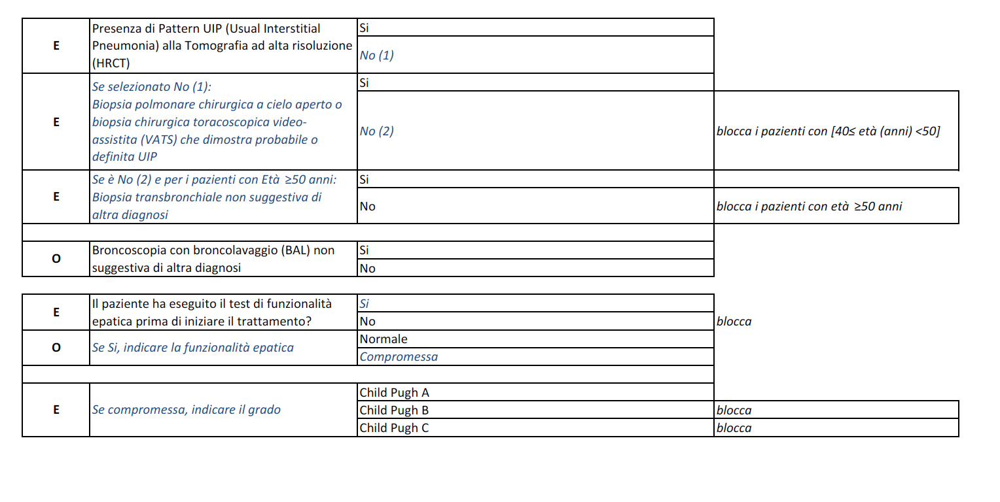 E
Presenza di Pattern UIP (Usual Interstitial
Pneumonia) alla Tomografia ad alta risoluzione
(HRCT)
Si
No (1)
E
Se selezionato No (1):
Biopsia polmonare chirurgica a cielo aperto o
biopsia chirurgica toracoscopica video-
assistita (VATS) che dimostra probabile o
definita UIP
Si
No (2)
blocca i pazienti con [40≤ età (anni) <50]
E
Se è No (2) e per i pazienti con Età ≥50 anni:
Biopsia transbronchiale non suggestiva di
altra diagnosi
Si
No
blocca i pazienti con età ≥50 anni
O
Broncoscopia con broncolavaggio (BAL) non
suggestiva di altra diagnosi
Si
No
E
Il paziente ha eseguito il test di funzionalità
epatica prima di iniziare il trattamento?
Si
No
blocca
O
Se Si, indicare la funzionalità epatica
Normale
Compromessa
E
Se compromessa, indicare il grado
Child Pugh A
Child Pugh B
blocca
Child Pugh C
blocca